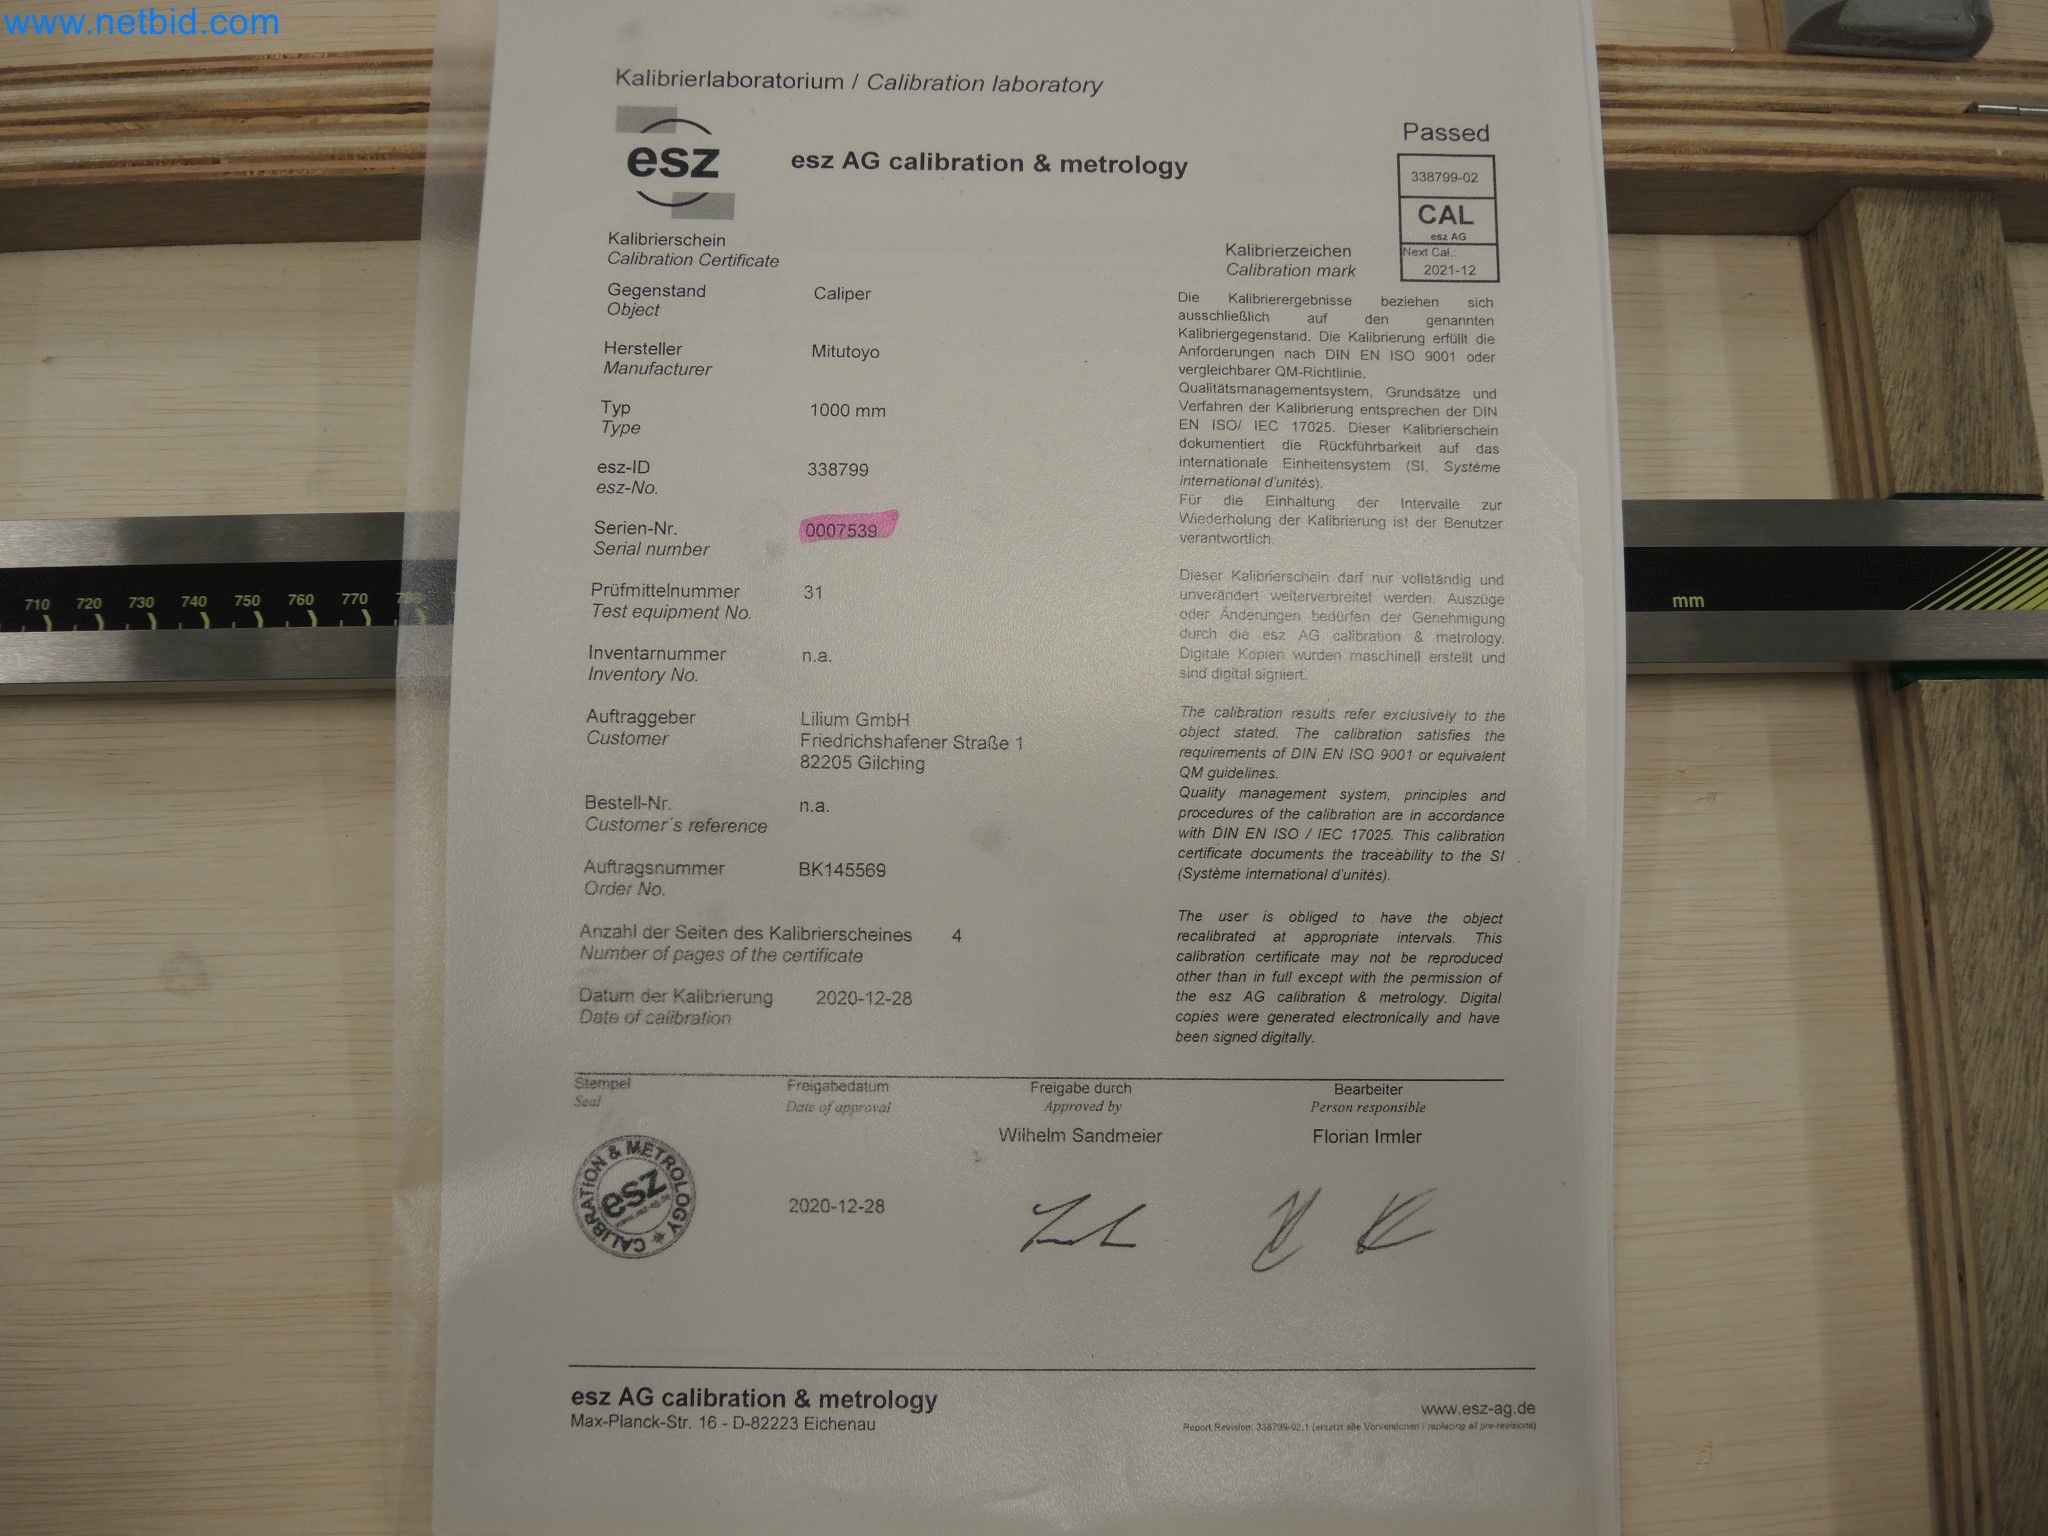 www.netbid.com
Kalibrierlaboratorium / Calibration laboratory
esz
esz AG calibration & metrology
Passed
338799-02
CAL
esz AG
Next Cal.:
2021-12
Kalibrierschein
Calibration Certificate
Kalibrierzeichen
Calibration mark
Gegenstand
Object
Caliper
Hersteller
Manufacturer
Mitutoyo
Typ
Type
1000 mm
esz-ID
esz-No.
338799
Serien-Nr.
Serial number
0007539
Prüfmittelnummer
Test equipment No.
31
Inventarnummer
Inventory No.
n.a.
Auftraggeber
Customer
Lilium GmbH
Friedrichshafener Straße 1
82205 Gilching
Bestell-Nr.
Customer´s reference
n.a.
Auftragsnummer
Order No.
BK145569
Anzahl der Seiten des Kalibrierscheines 4
Number of pages of the certificate
Datum der Kalibrierung 2020-12-28
Date of calibration
Die Kalibrierergebnisse beziehen sich
ausschließlich auf den genannten
Kalibriergegenstand. Die Kalibrierung erfüllt die
Anforderungen nach DIN EN ISO 9001 oder
vergleichbarer QM-Richtlinie.
Qualitätsmanagementsystem, Grundsätze und
Verfahren der Kalibrierung entsprechen der DIN
EN ISO/ IEC 17025. Dieser Kalibrierschein
dokumentiert die Rückführbarkeit auf das
internationale Einheitensystem (SI, Système
international d'unités).
Für die Einhaltung der Intervalle zur
Wiederholung der Kalibrierung ist der Benutzer
verantwortlich.
Dieser Kalibrierschein darf nur vollständig und
unverändert weiterverbreitet werden. Auszüge
oder Änderungen bedürfen der Genehmigung
durch die esz AG calibration & metrology.
Digitale Kopien wurden maschinell erstellt und
sind digital signiert.
The calibration results refer exclusively to the
object stated. The calibration satisfies the
requirements of DIN EN ISO 9001 or equivalent
QM guidelines.
Quality management system, principles and
procedures of the calibration are in accordance
with DIN EN ISO / IEC 17025. This calibration
certificate documents the traceability to the SI
(Système international d'unités).
The user is obliged to have the object
recalibrated at appropriate intervals. This
calibration certificate may not be reproduced
other than in full except with the permission of
the esz AG calibration & metrology. Digital
copies were generated electronically and have
been signed digitally.
Stempel
Seal
Freigabedatum
Date of approval
Freigabe durch
Approved by
Bearbeiter
Person responsible
Wilhelm Sandmeier
Florian Irmler
CALIBRATION & METROLOGY
esz
2020-12-28
esz AG calibration & metrology
Max-Planck-Str. 16 - D-82223 Eichenau
www.esz-ag.de
Report Revision: 338799-02.1 (ersetzt alle Vorversionen / replacing all pre-revisions)
710 720 730 740 750 760 770 780
mm